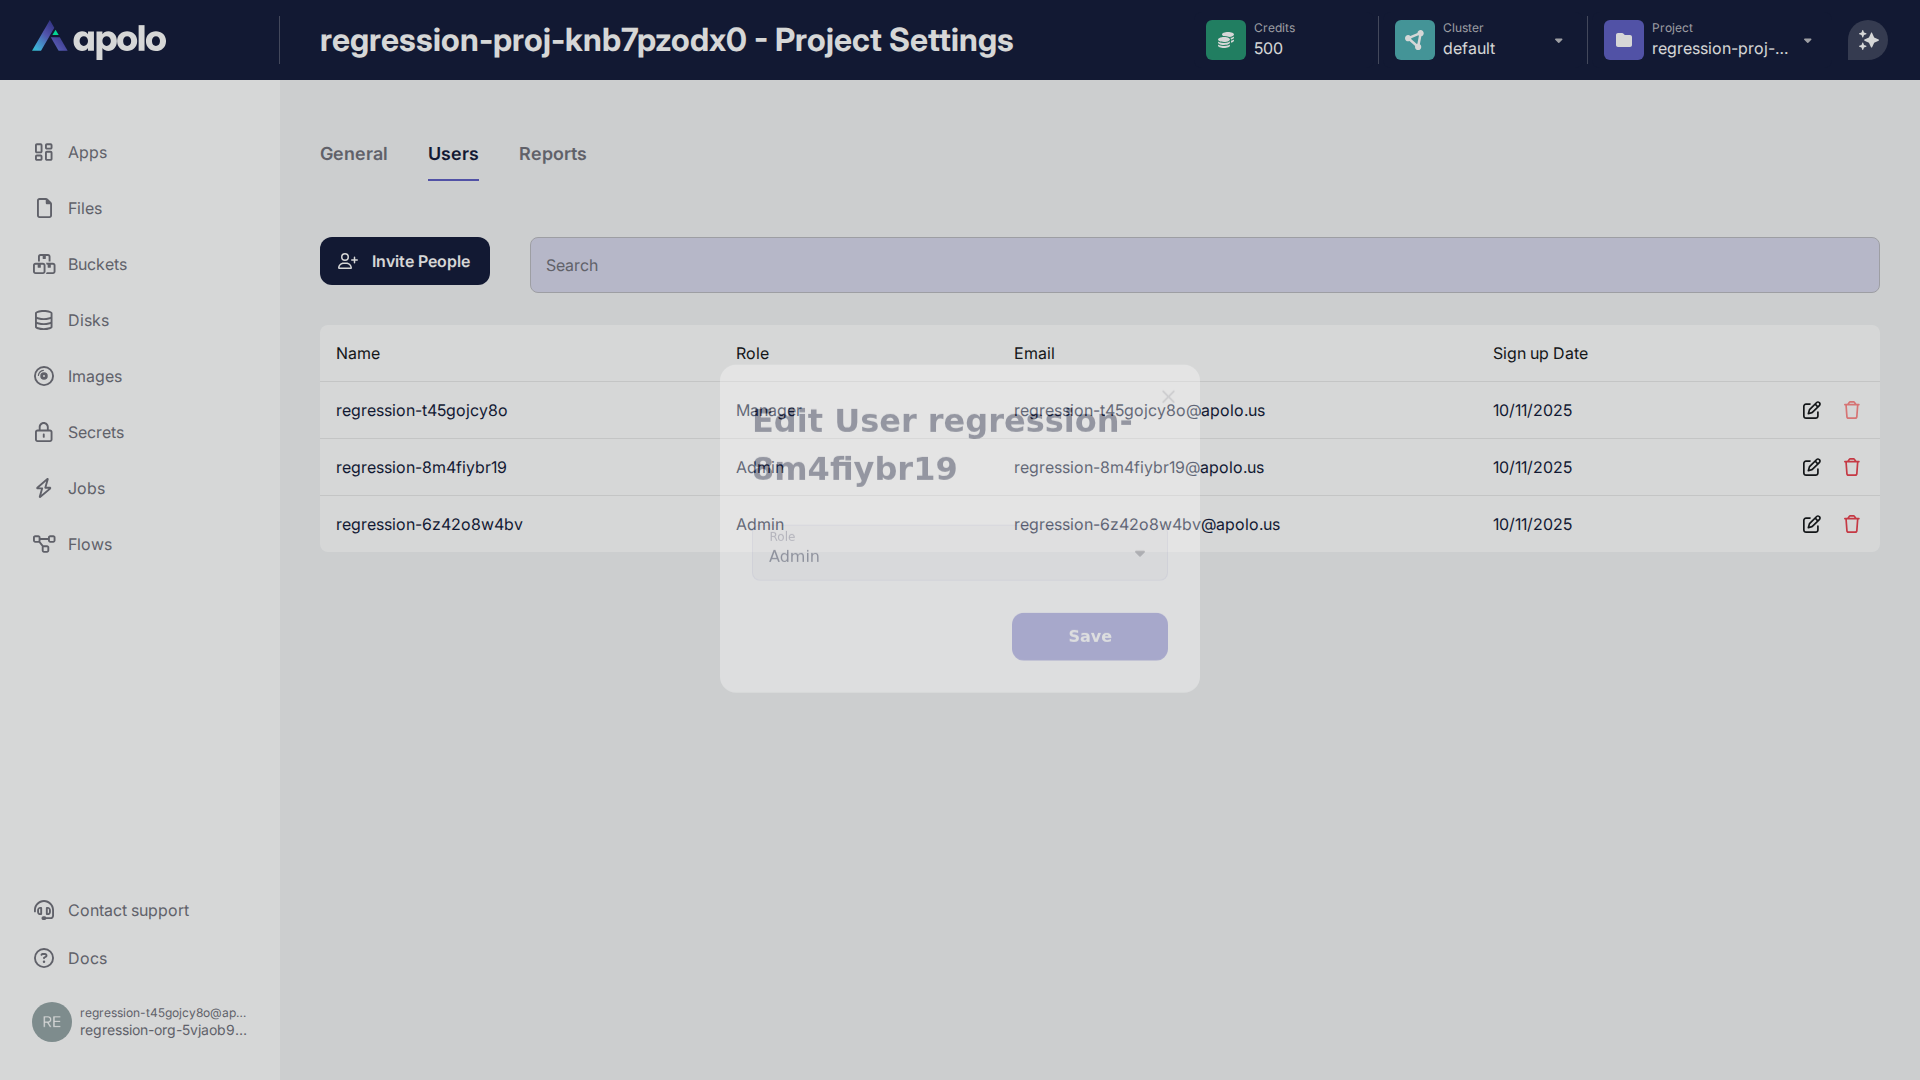 apolo
regression-proj-knb7pzodx0 - Project Settings
Credits
500
Cluster
default
Project
regression-proj-...
Apps
Files
Buckets
Disks
Images
Secrets
Jobs
Flows
Contact support
Docs
RE
regression-t45gojcy8o@ap...
regression-org-5vjaob9...
General Users Reports
Invite People
Search
Name Role Email Sign up Date
regression-t45gojcy8o Manager regression-t45gojcy8o@apolo.us 10/11/2025
regression-8m4fiybr19 Admin regression-8m4fiybr19@apolo.us 10/11/2025
regression-6z42o8w4bv Admin regression-6z42o8w4bv@apolo.us 10/11/2025
Edit User regression-
8m4fiybr19
Role
Admin
Save